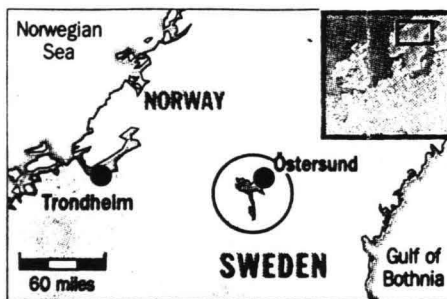 Norwegian
Sea
NORWAY
Östersund
Trondheim
60 miles
SWEDEN
Gulf of
Bothnia